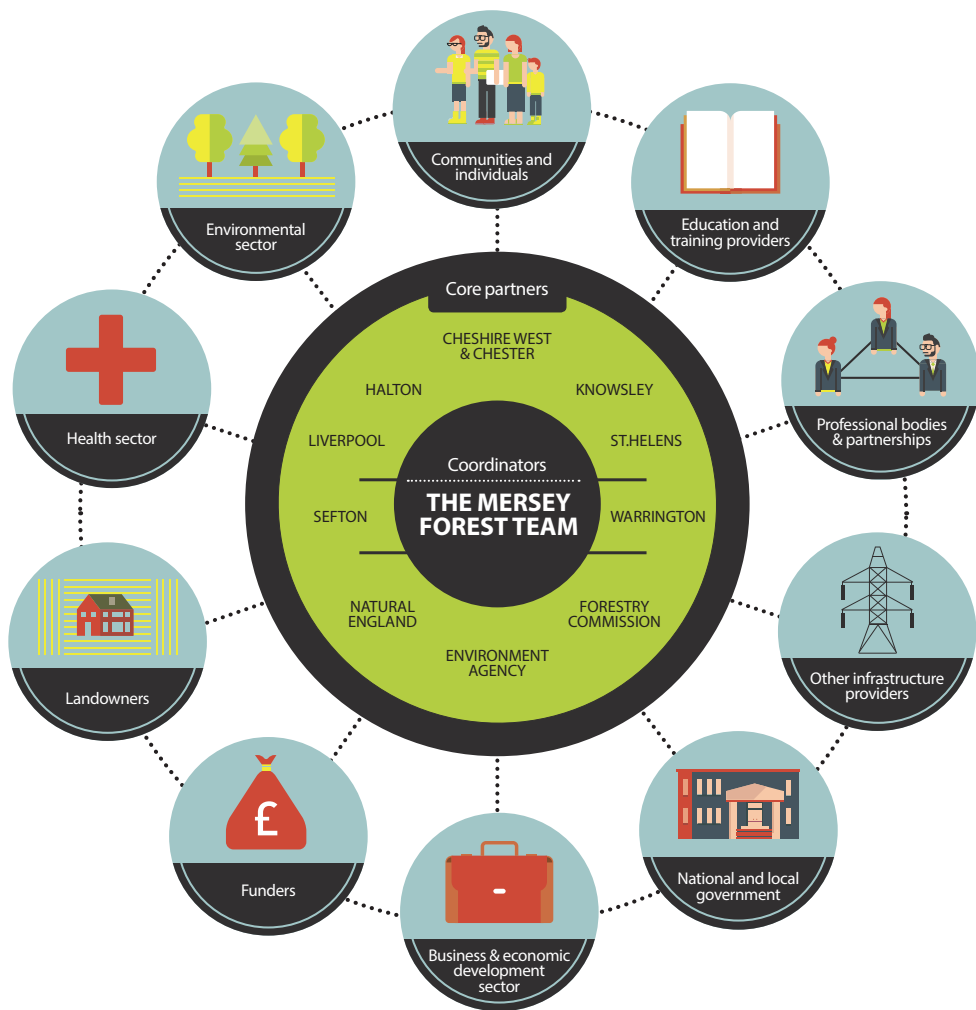 Communities and
individuals
Education and
training providers
Professional bodies
& partnerships
Other infrastructure
providers
National and local
government
Business & economic
development
sector
£
Funders
Landowners
Health sector
Environmental
sector
Core partners
CHESHIRE WEST
& CHESTER
HALTON
KNOWSLEY
LIVERPOOL
ST.HELENS
SEFTON
WARRINGTON
NATURAL
ENGLAND
FORESTRY
COMMISSION
ENVIRONMENT
AGENCY
Coordinators
THE MERSEY
FOREST TEAM